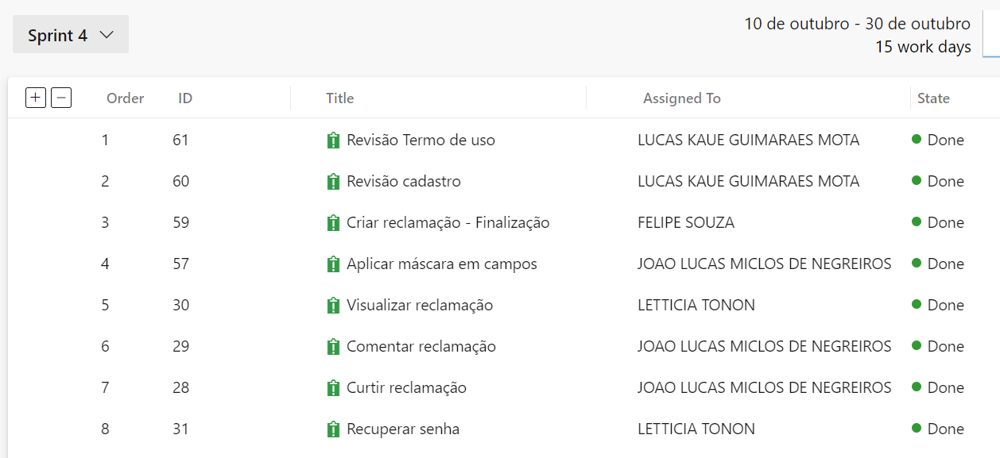 Sprint 4
10 de outubro - 30 de outubro
15 work days
Order ID Title Assigned To State
1 61 Revisão Termo de uso LUCAS KAUE GUIMARAES MOTA Done
2 60 Revisão cadastro LUCAS KAUE GUIMARAES MOTA Done
3 59 Criar reclamação - Finalização FELIPE SOUZA Done
4 57 Aplicar máscara em campos JOAO LUCAS MICLOS DE NEGREIROS Done
5 30 Visualizar reclamação LETTICIA TONON Done
6 29 Comentar reclamação JOAO LUCAS MICLOS DE NEGREIROS Done
7 28 Curtir reclamação JOAO LUCAS MICLOS DE NEGREIROS Done
8 31 Recuperar senha LETTICIA TONON Done